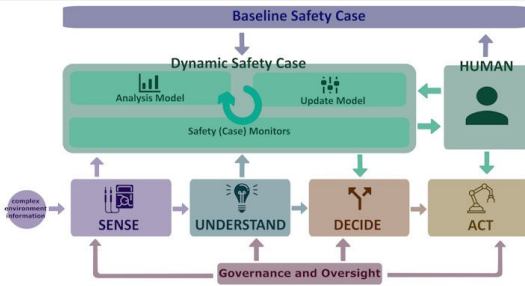 Baseline Safety Case
Dynamic Safety Case
HUMAN
Analysis Model
Update Model
Safety (Case) Monitors
complex
environment
information
SENSE
UNDERSTAND
DECIDE
ACT
Governance and Oversight